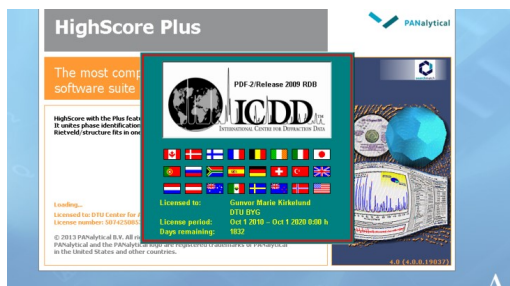 HighScore Plus
PANalytical
The most comp
software suite
HighScore with the Plus feat
It unites phase identification
Rietveld/structure fits in one
PDF-2/Release 2009 RDB
ICDD
TM
INTERNATIONAL CENTRE FOR DIFFRACTION DATA
Licensed to: Gunvor Marie Kirkelund
DTU BYG
License period: Oct 1 2010 - Oct 1 2020 0:00 h
Days remaining: 1832
Loading...
Licensed to: DTU Center for A
License number: 5074250
© 2013 PANalytical B.V. All ri
PANalytical and the PANalytical logo are registered trademarks of PANalytical
in the United States and other countries.
4.0 (4.0.0.19037)
A